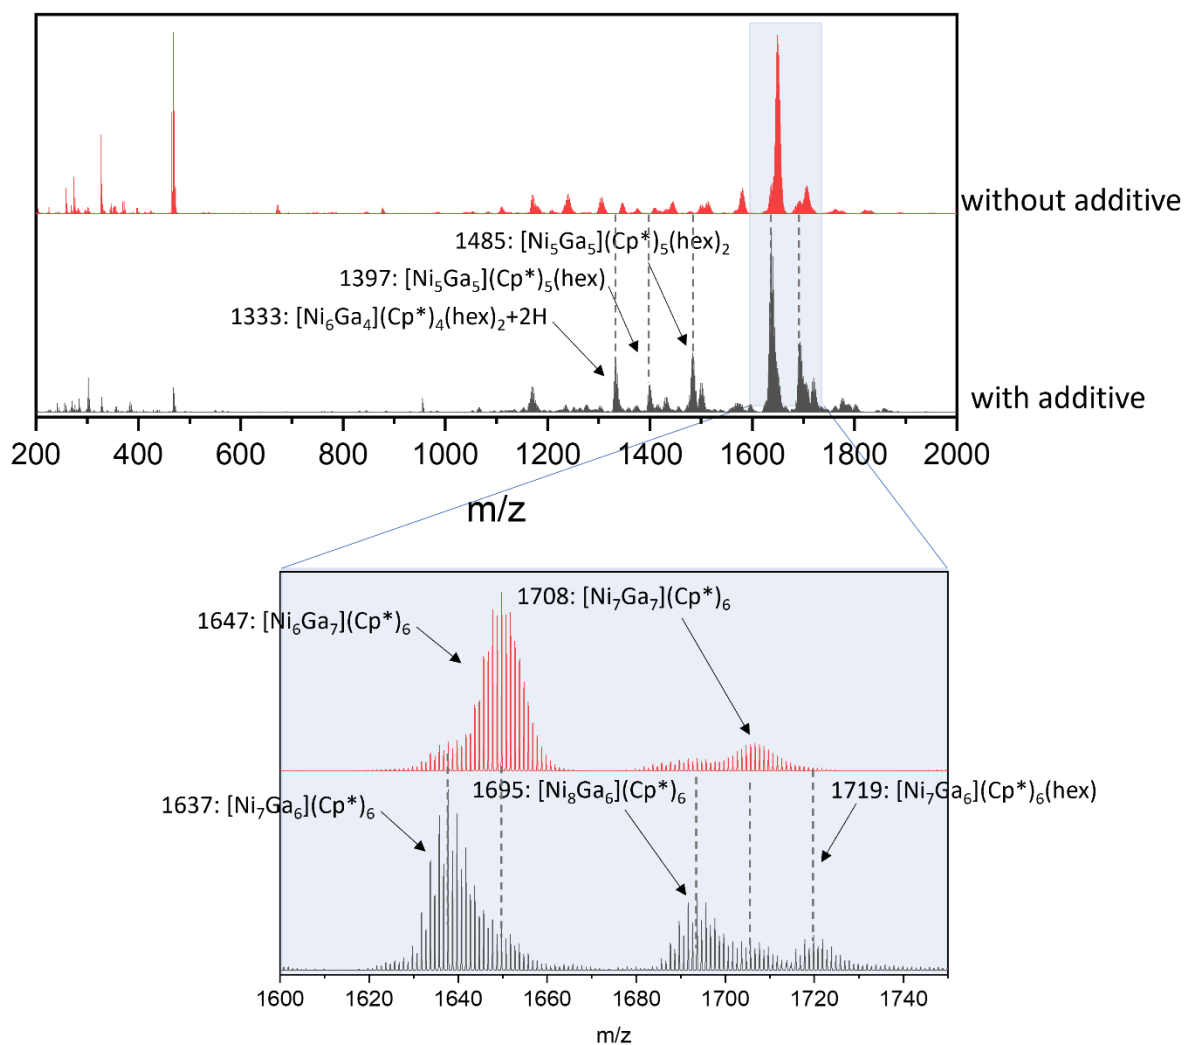 without additive
1485: [Ni₅Ga₅](Cp*)₅(hex)₂
1397: [Ni₅Ga₅](Cp*)₅(hex)
1333: [Ni₆Ga₄](Cp*)₄(hex)₂+2H
with additive
200 400 600 800 1000 1200 1400 1600 1800 2000
m/z
1708: [Ni₇Ga₇](Cp*)₆
1647: [Ni₆Ga₇](Cp*)₆
1637: [Ni₇Ga₆](Cp*)₆
1695: [Ni₈Ga₆](Cp*)₆
1719: [Ni₇Ga₆](Cp*)₆(hex)
1600 1620 1640 1660 1680 1700 1720 1740
m/z